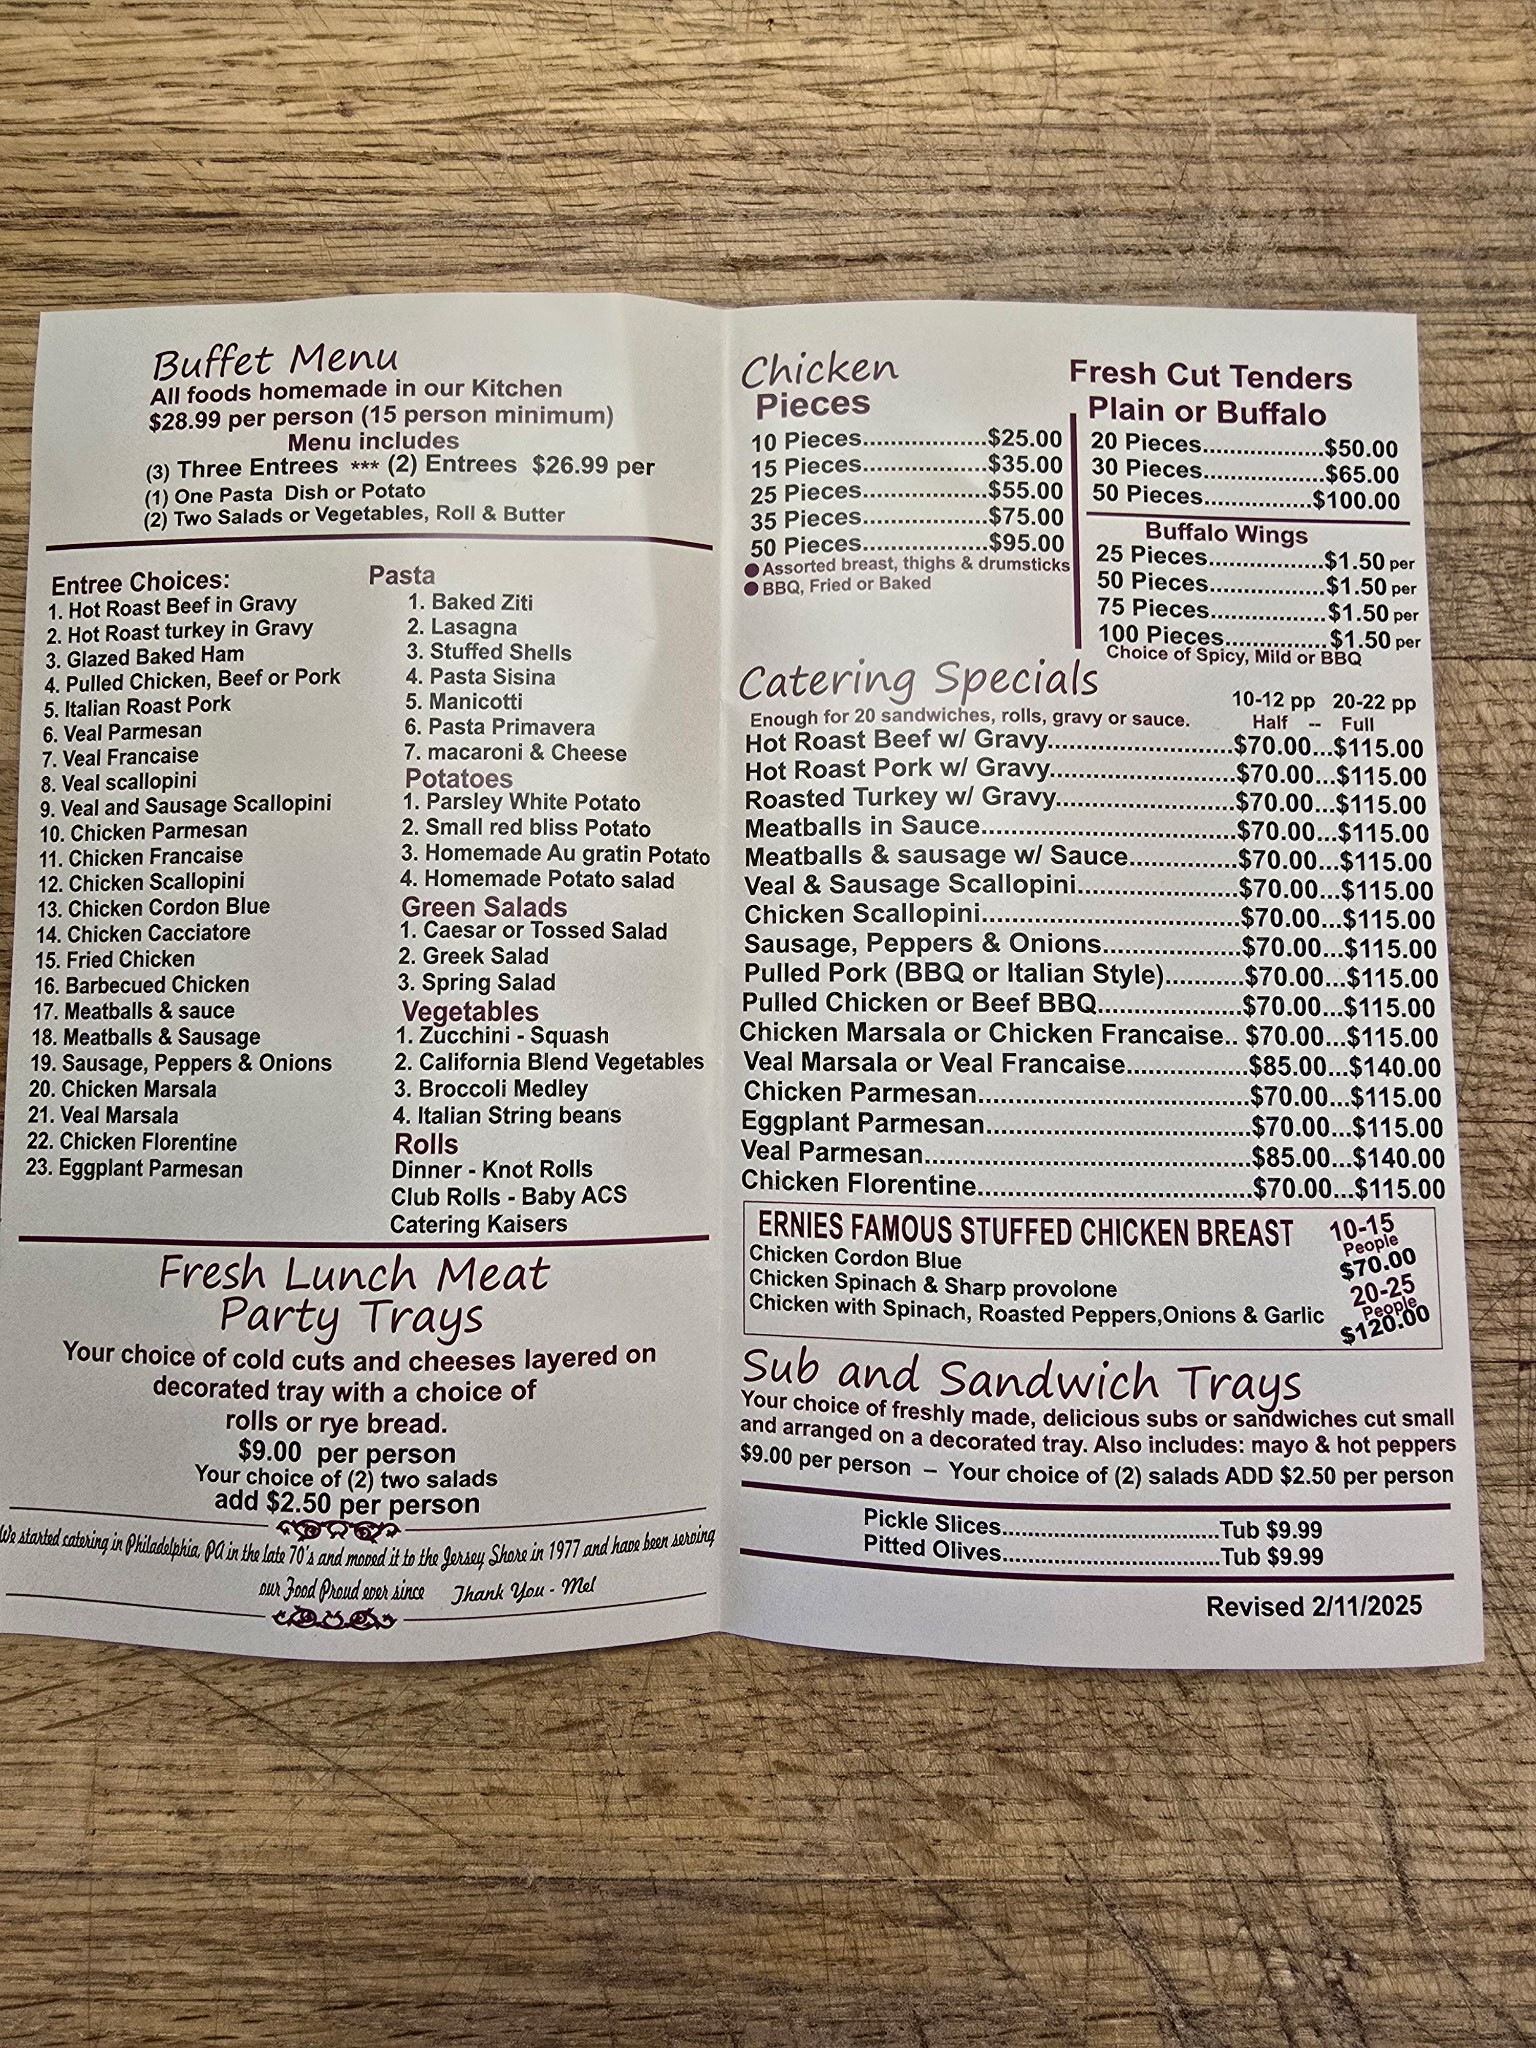 Buffet Menu
All foods homemade in our Kitchen
$28.99 per person (15 person minimum)
Menu includes
(3) Three Entrees *** (2) Entrees $26.99 per
(1) One Pasta Dish or Potato
(2) Two Salads or Vegetables, Roll & Butter
Entree Choices:
1. Hot Roast Beef in Gravy
2. Hot Roast turkey in Gravy
3. Glazed Baked Ham
4. Pulled Chicken, Beef or Pork
5. Italian Roast Pork
6. Veal Parmesan
7. Veal Francaise
8. Veal scallopini
9. Veal and Sausage Scallopini
10. Chicken Parmesan
11. Chicken Francaise
12. Chicken Scallopini
13. Chicken Cordon Blue
14. Chicken Cacciatore
15. Fried Chicken
16. Barbecued Chicken
17. Meatballs & sauce
18. Meatballs & Sausage
19. Sausage, Peppers & Onions
20. Chicken Marsala
21. Veal Marsala
22. Chicken Florentine
23. Eggplant Parmesan
Pasta
1. Baked Ziti
2. Lasagna
3. Stuffed Shells
4. Pasta Sisina
5. Manicotti
6. Pasta Primavera
7. macaroni & Cheese
Potatoes
1. Parsley White Potato
2. Small red bliss Potato
3. Homemade Au gratin Potato
4. Homemade Potato salad
Green Salads
1. Caesar or Tossed Salad
2. Greek Salad
3. Spring Salad
Vegetables
1. Zucchini - Squash
2. California Blend Vegetables
3. Broccoli Medley
4. Italian String beans
Rolls
Dinner - Knot Rolls
Club Rolls - Baby ACS
Catering Kaisers
Fresh Lunch Meat
Party Trays
Your choice of cold cuts and cheeses layered on
decorated tray with a choice of
rolls or rye bread.
$9.00 per person
Your choice of (2) two salads
add $2.50 per person
We started catering in Philadelphia, PA in the late 70's and moved it to the Jersey Shore in 1977 and have been serving
our Food Proud ever since Thank You - Mel
Chicken
Pieces
10 Pieces..................$25.00
15 Pieces..................$35.00
25 Pieces..................$55.00
35 Pieces..................$75.00
50 Pieces..................$95.00
● Assorted breast, thighs & drumsticks
● BBQ, Fried or Baked
Fresh Cut Tenders
Plain or Buffalo
20 Pieces..................$50.00
30 Pieces..................$65.00
50 Pieces................$100.00
Buffalo Wings
25 Pieces.................$1.50 per
50 Pieces.................$1.50 per
75 Pieces.................$1.50 per
100 Pieces...............$1.50 per
Choice of Spicy, Mild or BBQ
Catering Specials
10-12 pp 20-22 pp
Enough for 20 sandwiches, rolls, gravy or sauce. Half -- Full
Hot Roast Beef w/ Gravy...........................$70.00...$115.00
Hot Roast Pork w/ Gravy...........................$70.00...$115.00
Roasted Turkey w/ Gravy..........................$70.00...$115.00
Meatballs in Sauce.....................................$70.00...$115.00
Meatballs & sausage w/ Sauce................$70.00...$115.00
Veal & Sausage Scallopini.......................$70.00...$115.00
Chicken Scallopini.....................................$70.00...$115.00
Sausage, Peppers & Onions....................$70.00...$115.00
Pulled Pork (BBQ or Italian Style)...........$70.00...$115.00
Pulled Chicken or Beef BBQ.....................$70.00...$115.00
Chicken Marsala or Chicken Francaise.. $70.00...$115.00
Veal Marsala or Veal Francaise.................$85.00...$140.00
Chicken Parmesan......................................$70.00...$115.00
Eggplant Parmesan.....................................$70.00...$115.00
Veal Parmesan..............................................$85.00...$140.00
Chicken Florentine.......................................$70.00...$115.00
ERNIES FAMOUS STUFFED CHICKEN BREAST
Chicken Cordon Blue
Chicken Spinach & Sharp provolone
Chicken with Spinach, Roasted Peppers,Onions & Garlic
10-15
People
$70.00
20-25
People
$120.00
Sub and Sandwich Trays
Your choice of freshly made, delicious subs or sandwiches cut small
and arranged on a decorated tray. Also includes: mayo & hot peppers
$9.00 per person – Your choice of (2) salads ADD $2.50 per person
Pickle Slices...............................Tub $9.99
Pitted Olives...............................Tub $9.99
Revised 2/11/2025